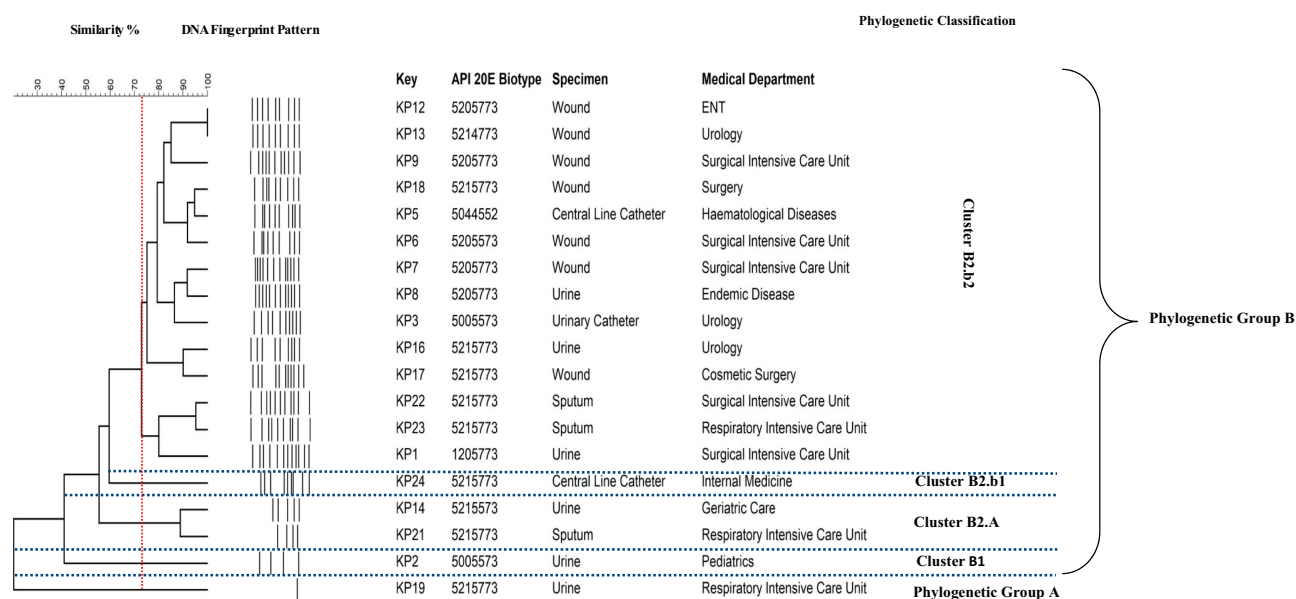 Phylogenetic Classification
Similarity % DNA Fingerprint Pattern
30 40 50 60 70 80 90 100
Key API 20E Biotype Specimen Medical Department
KP12 5205773 Wound ENT
KP13 5214773 Wound Urology
KP9 5205773 Wound Surgical Intensive Care Unit
KP18 5215773 Wound Surgery
KP5 5044552 Central Line Catheter Haematological Diseases
KP6 5205573 Wound Surgical Intensive Care Unit
KP7 5205773 Wound Surgical Intensive Care Unit
KP8 5205773 Urine Endemic Disease
KP3 5005573 Urinary Catheter Urology
KP16 5215773 Urine Urology
KP17 5215773 Wound Cosmetic Surgery
KP22 5215773 Sputum Surgical Intensive Care Unit
KP23 5215773 Sputum Respiratory Intensive Care Unit
KP1 1205773 Urine Surgical Intensive Care Unit
Cluster B2.b2
Phylogenetic Group B
KP24 5215773 Central Line Catheter Internal Medicine Cluster B2.b1
KP14 5215573 Urine Geriatric Care
Cluster B2.A
KP21 5215773 Sputum Respiratory Intensive Care Unit
KP2 5005573 Urine Pediatrics Cluster B1
KP19 5215773 Urine Respiratory Intensive Care Unit Phylogenetic Group A